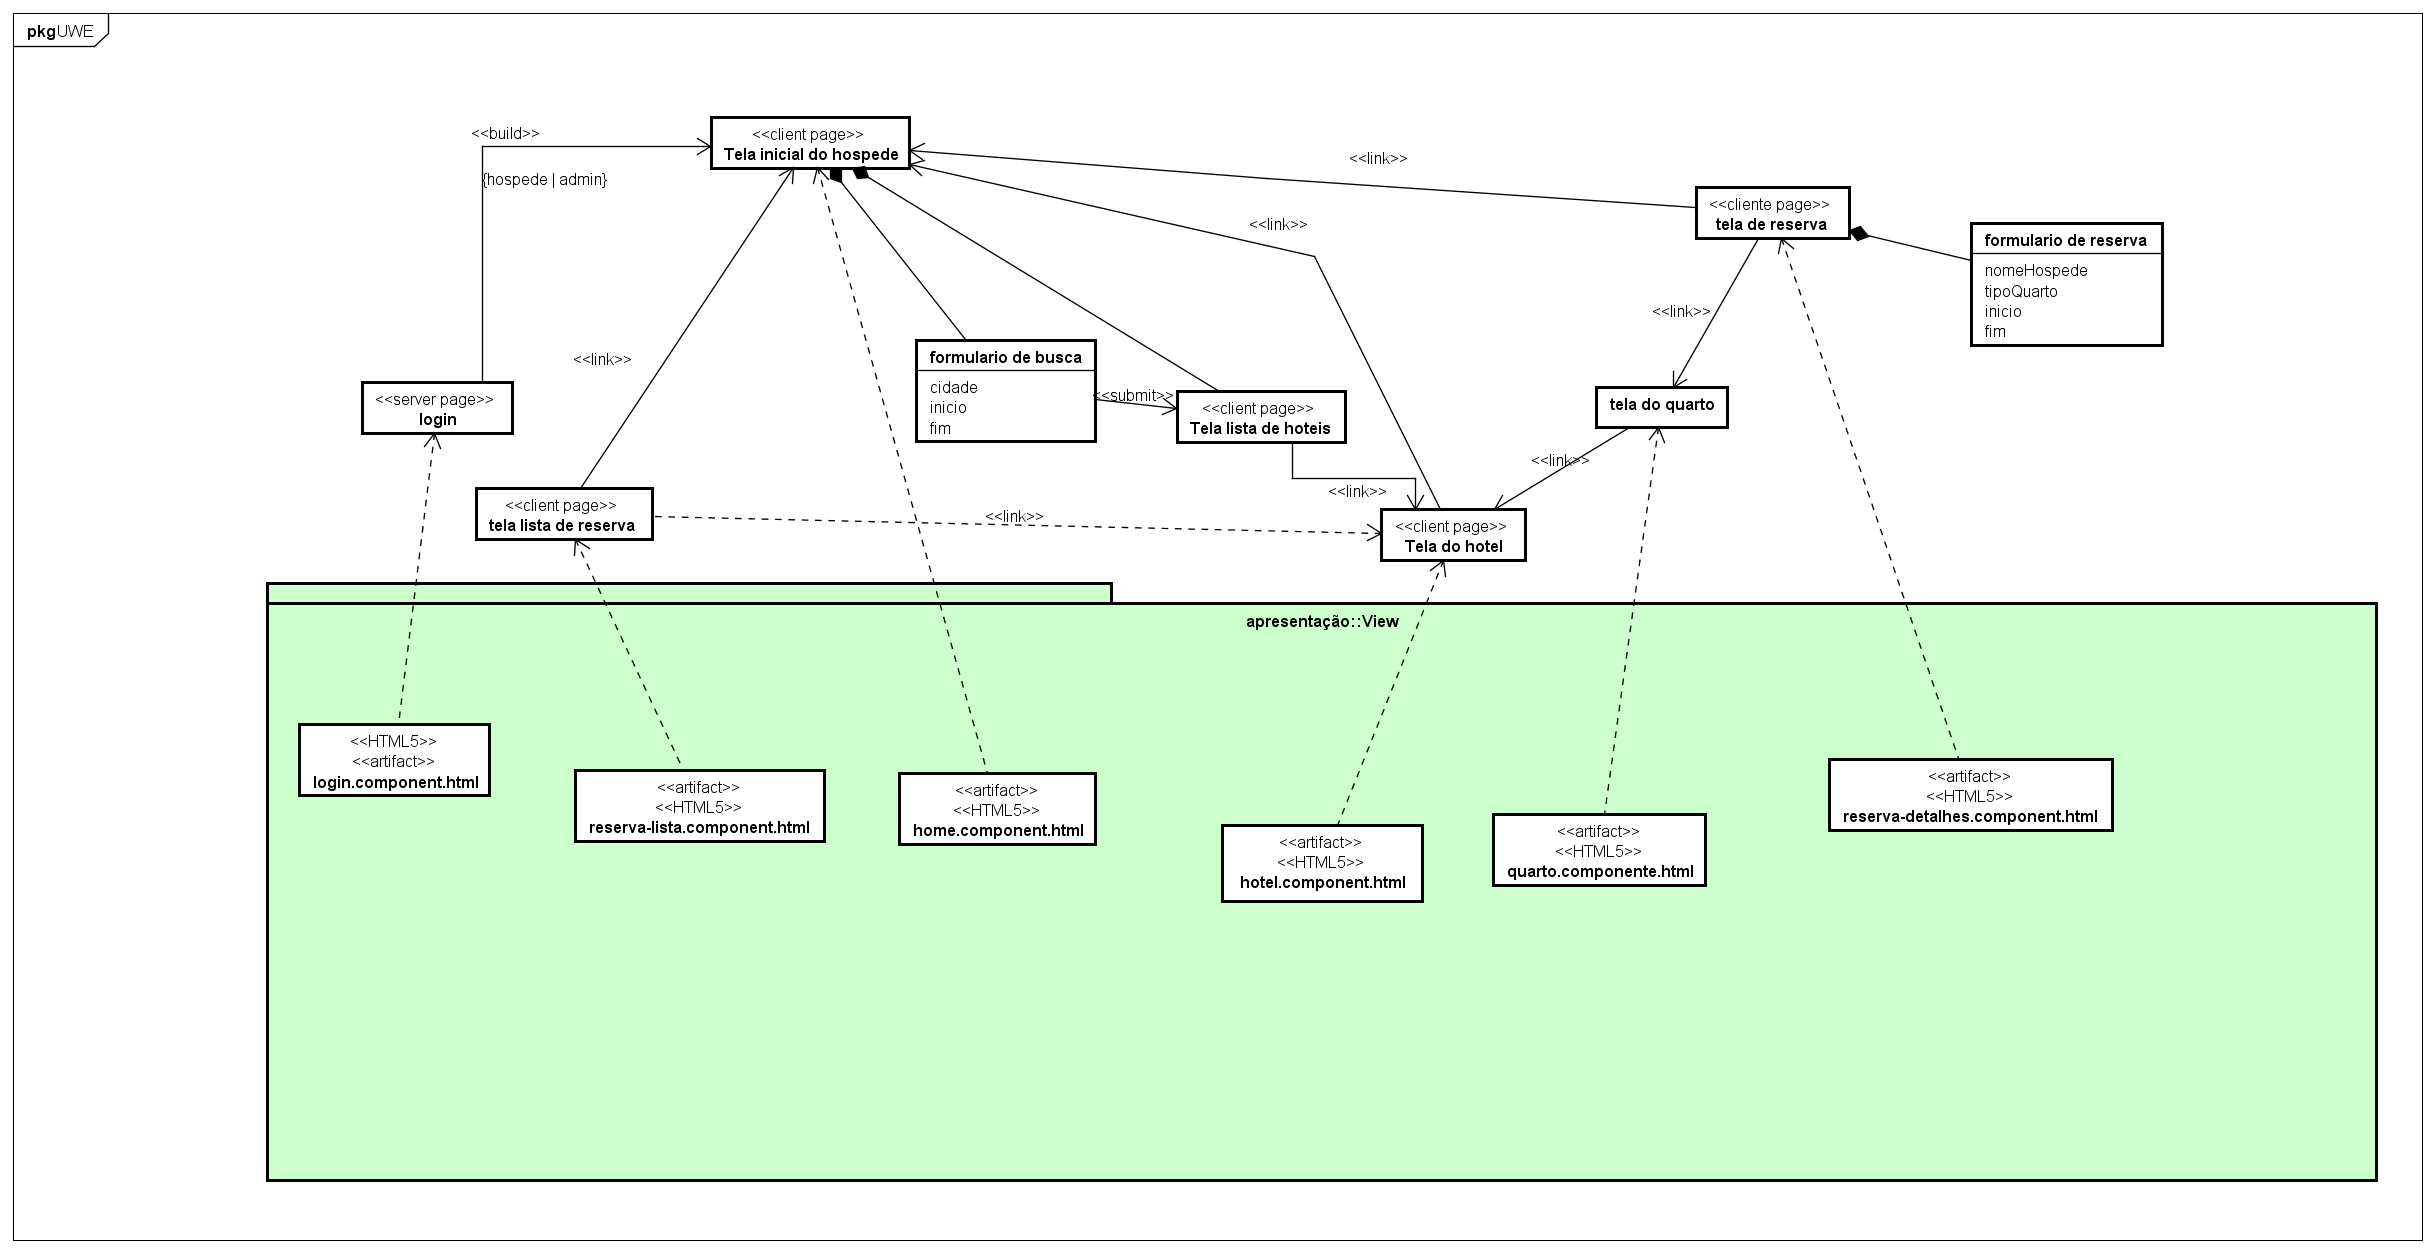 pkg UWE
<<client page>>
Tela inicial do hospede
<<build>>
{hospede | admin}
<<link>>
<<cliente page>>
tela de reserva
formulario de reserva
nomeHospede
tipoQuarto
inicio
fim
<<link>>
<<link>>
<<link>>
formulario de busca
cidade
inicio
fim
<<submit>>
<<client page>>
Tela lista de hoteis
tela do quarto
<<server page>>
login
<<link>>
<<link>>
<<client page>>
tela lista de reserva
<<link>>
<<client page>>
Tela do hotel
apresentação::View
<<HTML5>>
<<artifact>>
login.component.html
<<artifact>>
<<HTML5>>
reserva-lista.component.html
<<artifact>>
<<HTML5>>
home.component.html
<<artifact>>
<<HTML5>>
hotel.component.html
<<artifact>>
<<HTML5>>
quarto.componente.html
<<artifact>>
<<HTML5>>
reserva-detalhes.component.html